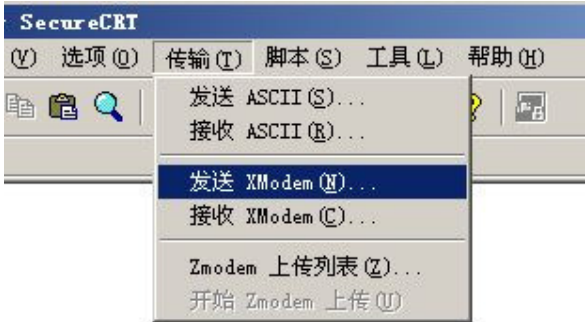 SecureCRT
(V) 选项(O) 传输(T) 脚本(S) 工具(L) 帮助(H)
发送 ASCII(S)...
接收 ASCII(R)...
发送 XModem(N)...
接收 XModem(C)...
Zmodem 上传列表(Z)...
开始 Zmodem 上传(U)